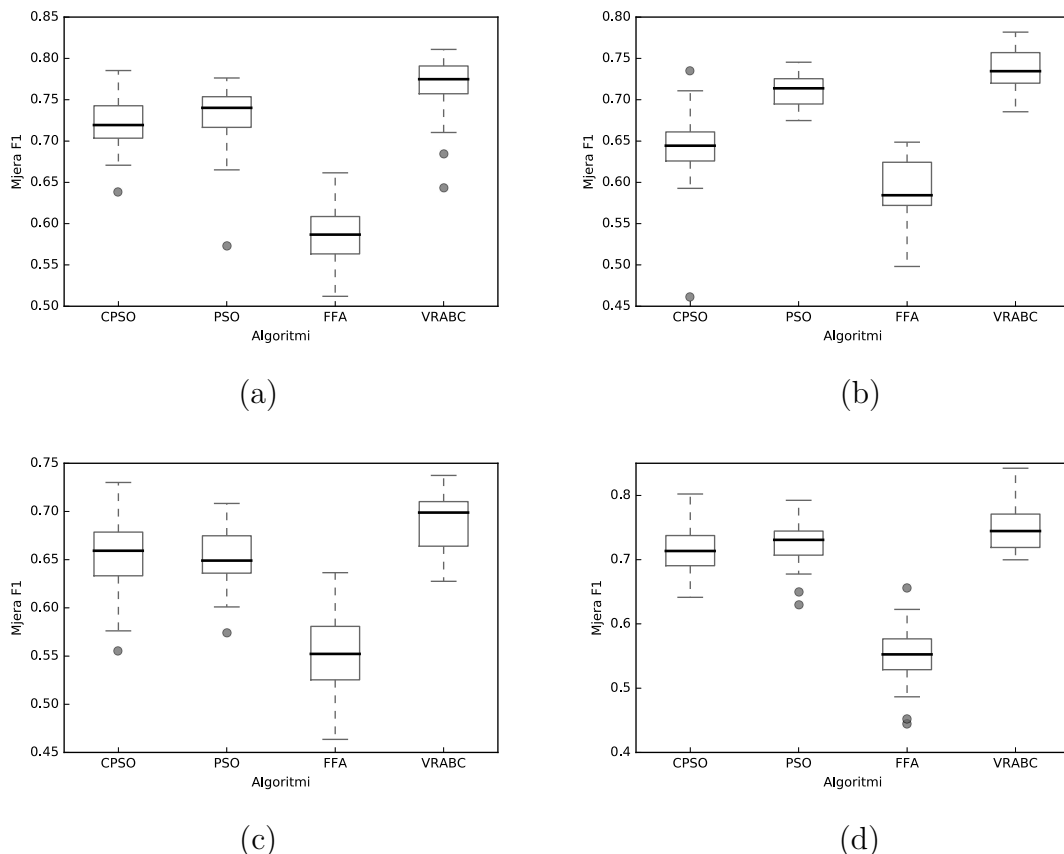 0.85
0.80
0.75
0.70
0.65
0.60
0.55
0.50
Mjera F1
CPSO PSO FFA VRABC
Algoritmi
(a)
0.80
0.75
0.70
0.65
0.60
0.55
0.50
0.45
Mjera F1
CPSO PSO FFA VRABC
Algoritmi
(b)
0.75
0.70
0.65
0.60
0.55
0.50
0.45
Mjera F1
CPSO PSO FFA VRABC
Algoritmi
(c)
0.8
0.7
0.6
0.5
0.4
Mjera F1
CPSO PSO FFA VRABC
Algoritmi
(d)